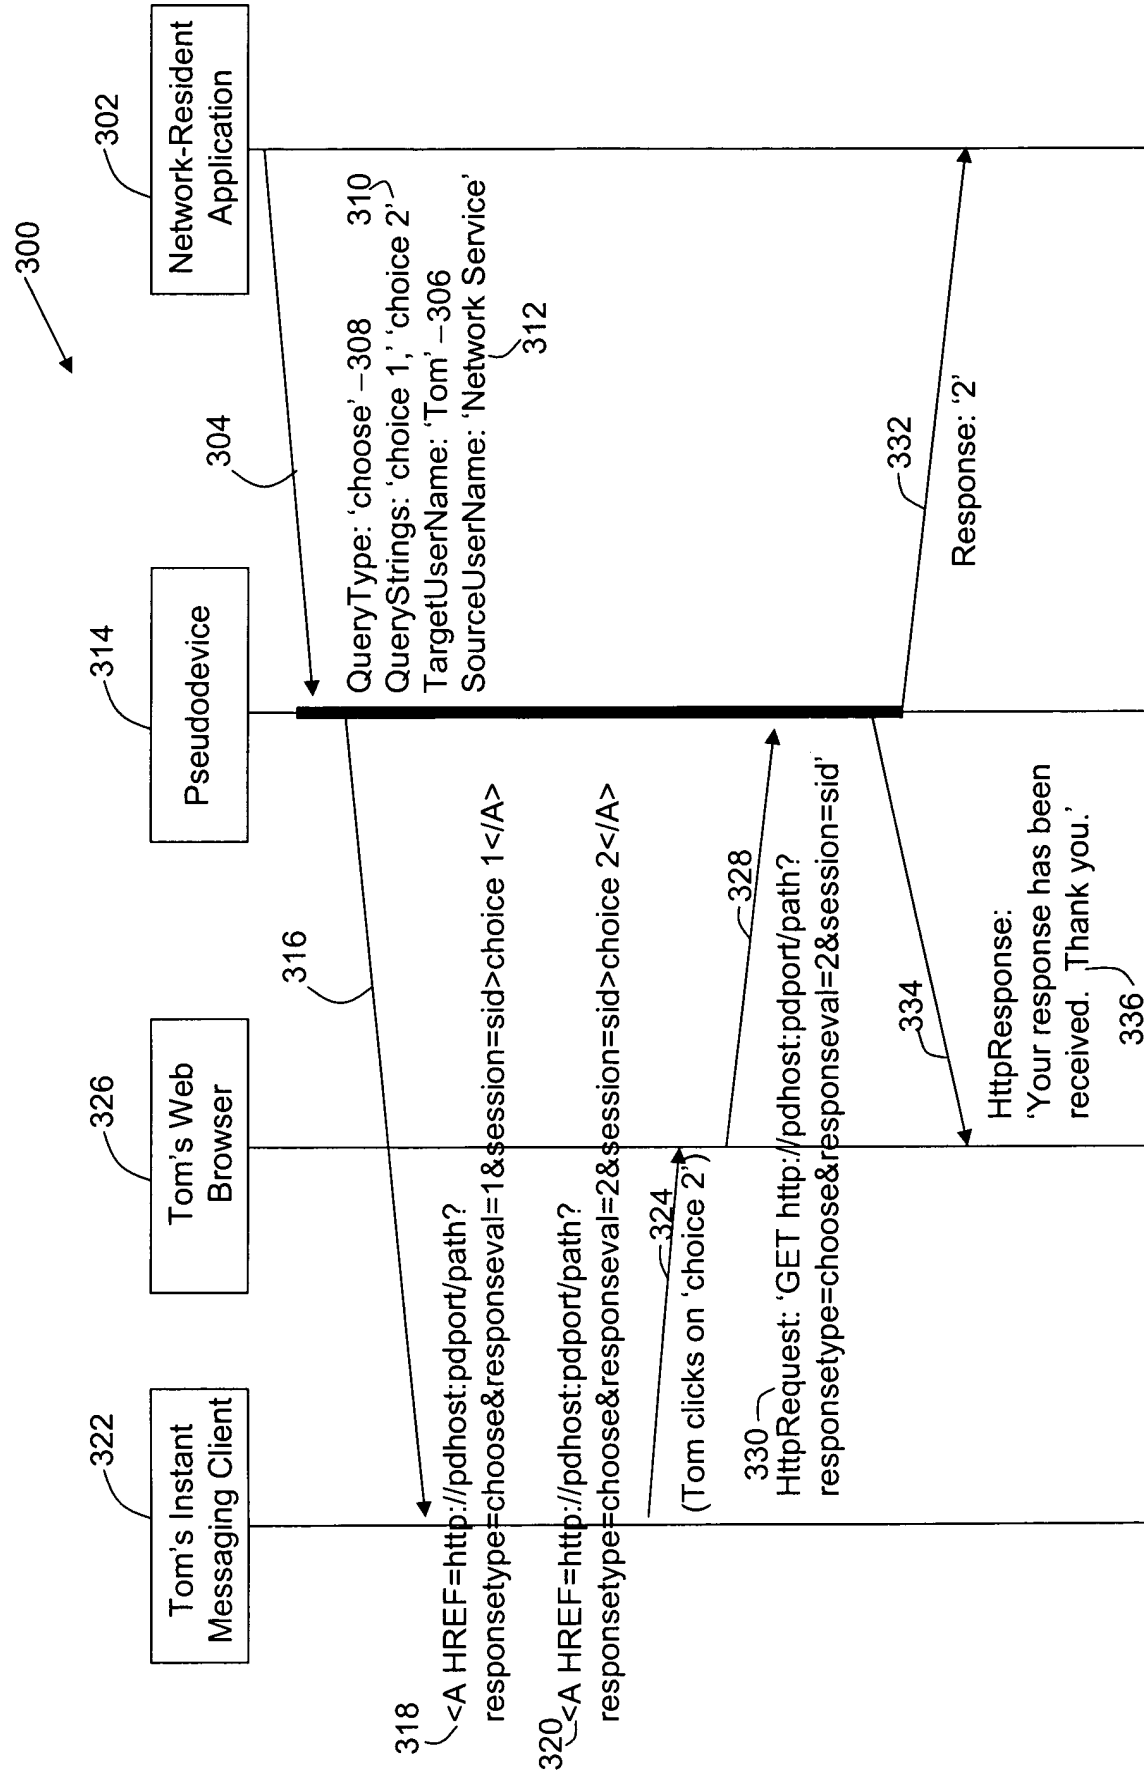 300
322
326
314
302
Tom's Instant
Messaging Client
Tom's Web
Browser
Pseudodevice
Network-Resident
Application
304
316
QueryType: 'choose' –308
310
QueryStrings: 'choice 1,' 'choice 2'
TargetUserName: 'Tom' –306
SourceUserName: 'Network Service'
312
318
<A HREF=http://pdhost:pdport/path?
responsetype=choose&responseval=1&session=sid>choice 1</A>
320
<A HREF=http://pdhost:pdport/path?
responsetype=choose&responseval=2&session=sid>choice 2</A>
324
(Tom clicks on 'choice 2')
328
330
HttpRequest: 'GET http://pdhost:pdport/path?
responsetype=choose&responseval=2&session=sid'
332
Response: '2'
334
HttpResponse:
'Your response has been
received. Thank you.'
336